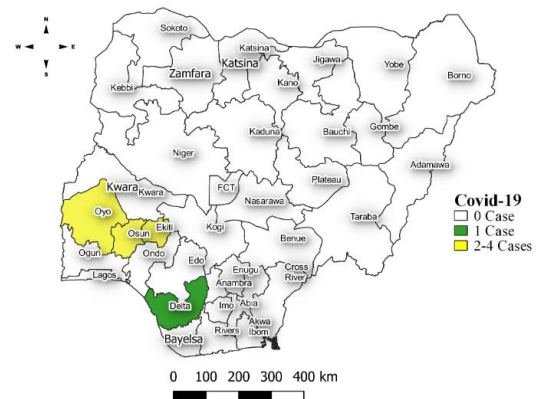 N
W E
S
Sokoto
Katsina
Katsina
Jigawa
Yobe
Borno
Zamfara
Kebbi
Kano
Kaduna
Bauchi
Gombe
Niger
Adamawa
Plateau
Kwara
Kwara
FCT
Nasarawa
Taraba
Oyo
Kogi
Benue
Osun
Ekiti
Ogun
Ondo
Edo
Lagos
Enugu
Anambra
Cross
River
Delta
Imo
Abia
Akwa
Ibom
Rivers
Bayelsa
Covid-19
0 Case
1 Case
2-4 Cases
0 100 200 300 400 km